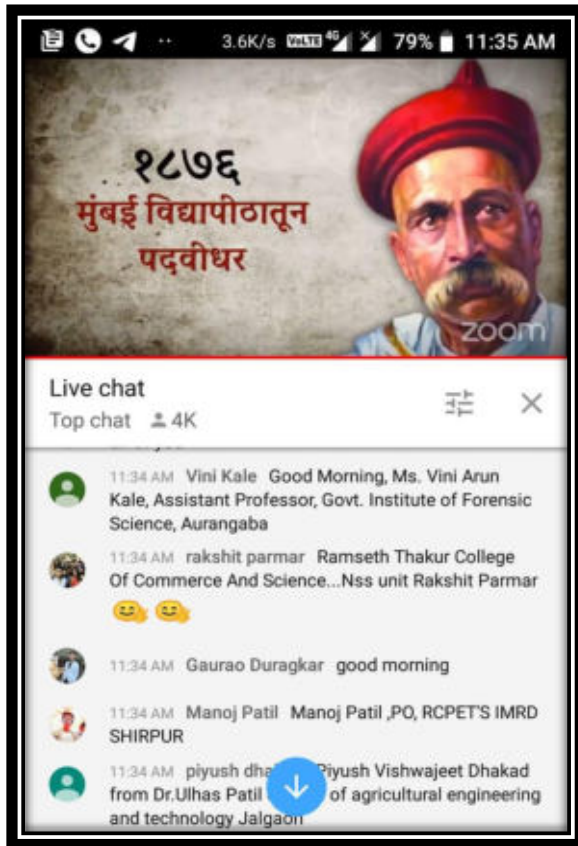 3.6K/s VoLTE 4G 79% 11:35 AM
१८७६
मुंबई विद्यापीठातून
पदवीधर
zoom
Live chat
Top chat 4K
11:34 AM Vini Kale Good Morning, Ms. Vini Arun
Kale, Assistant Professor, Govt. Institute of Forensic
Science, Aurangaba
11:34 AM rakshit parmar Ramseth Thakur College
Of Commerce And Science...Nss unit Rakshit Parmar
11:34 AM Gaurao Duragkar good morning
11:34 AM Manoj Patil Manoj Patil ,PO, RCPET'S IMRD
SHIRPUR
11:34 AM piyush Piyush Vishwajeet Dhakad
from Dr.Ulhas Patil of agricultural engineering
and technology Jalgaon